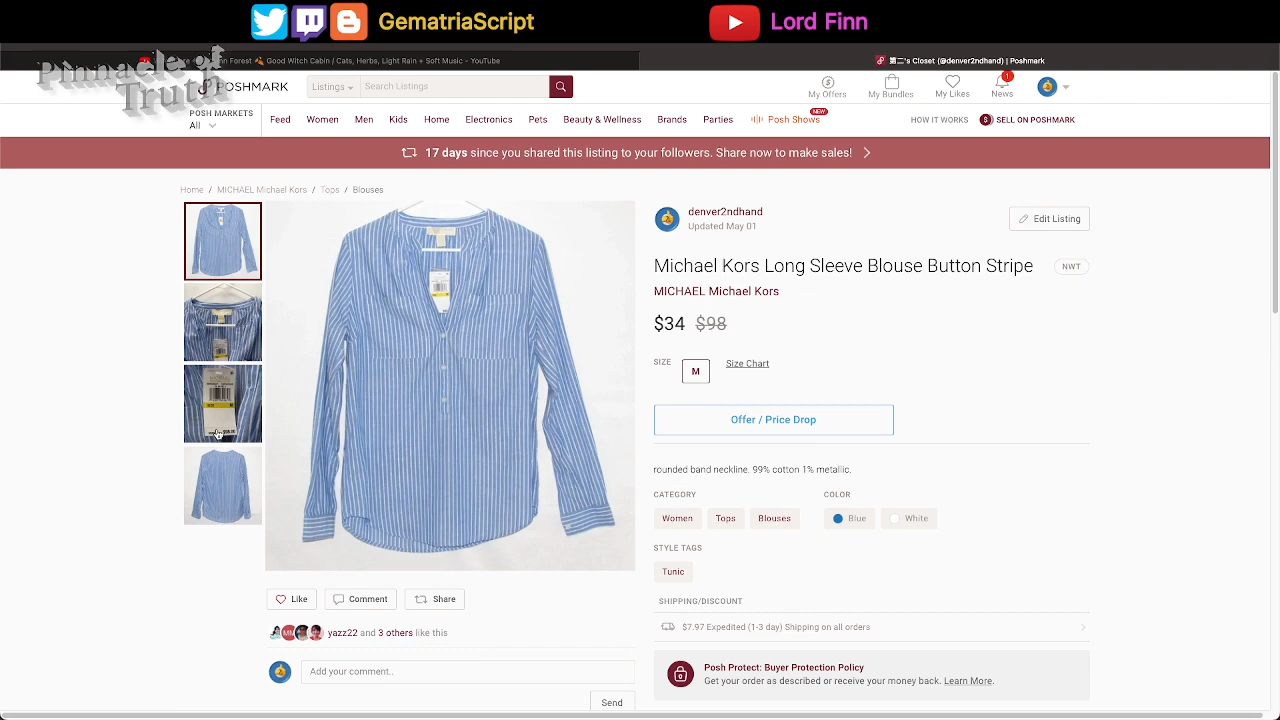 GematriaScript
Lord Finn
Forest 🍂 Good Witch Cabin / Cats, Herbs, Light Rain + Soft Music - YouTube
第二's Closet (@denver2ndhand) | Poshmark
Pinnacle of
Truth
POSHMARK
Listings
Search Listings
My Offers
My Bundles
My Likes
1
News
POSH MARKETS
All
Feed
Women
Men
Kids
Home
Electronics
Pets
Beauty & Wellness
Brands
Parties
Posh Shows
NEW
HOW IT WORKS
SELL ON POSHMARK
17 days since you shared this listing to your followers. Share now to make sales!
Home / MICHAEL Michael Kors / Tops / Blouses
denver2ndhand
Updated May 01
Edit Listing
Michael Kors Long Sleeve Blouse Button Stripe
NWT
MICHAEL Michael Kors
$34 $98
SIZE
M
Size Chart
Offer / Price Drop
rounded band neckline. 99% cotton 1% metallic.
CATEGORY
COLOR
Women
Tops
Blouses
Blue
White
STYLE TAGS
Tunic
SHIPPING/DISCOUNT
$7.97 Expedited (1-3 day) Shipping on all orders
Like
Comment
Share
MM
yazz22 and 3 others like this
Add your comment..
Send
Posh Protect: Buyer Protection Policy
Get your order as described or receive your money back. Learn More.